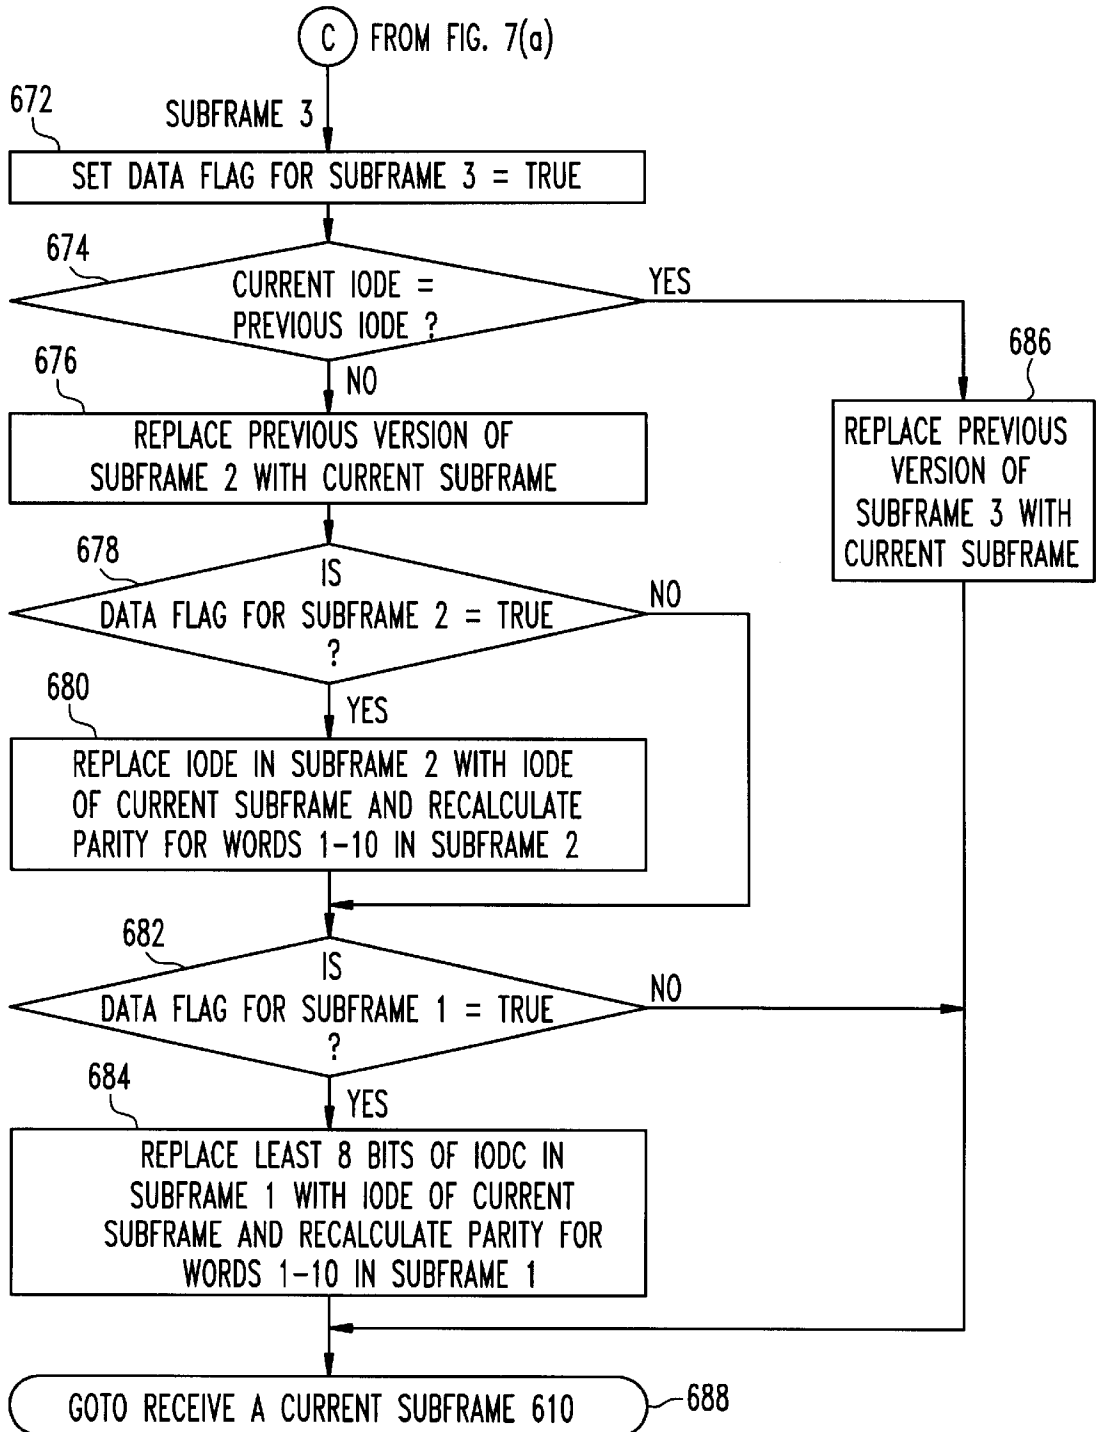 C FROM FIG. 7(a)
SUBFRAME 3
672
SET DATA FLAG FOR SUBFRAME 3 = TRUE
674
CURRENT IODE =
PREVIOUS IODE ?
YES
NO
676
REPLACE PREVIOUS VERSION OF
SUBFRAME 2 WITH CURRENT SUBFRAME
686
REPLACE PREVIOUS
VERSION OF
SUBFRAME 3 WITH
CURRENT SUBFRAME
678
IS
DATA FLAG FOR SUBFRAME 2 = TRUE
?
NO
YES
680
REPLACE IODE IN SUBFRAME 2 WITH IODE
OF CURRENT SUBFRAME AND RECALCULATE
PARITY FOR WORDS 1-10 IN SUBFRAME 2
682
IS
DATA FLAG FOR SUBFRAME 1 = TRUE
?
NO
YES
684
REPLACE LEAST 8 BITS OF IODC IN
SUBFRAME 1 WITH IODE OF CURRENT
SUBFRAME AND RECALCULATE PARITY FOR
WORDS 1-10 IN SUBFRAME 1
GOTO RECEIVE A CURRENT SUBFRAME 610
688